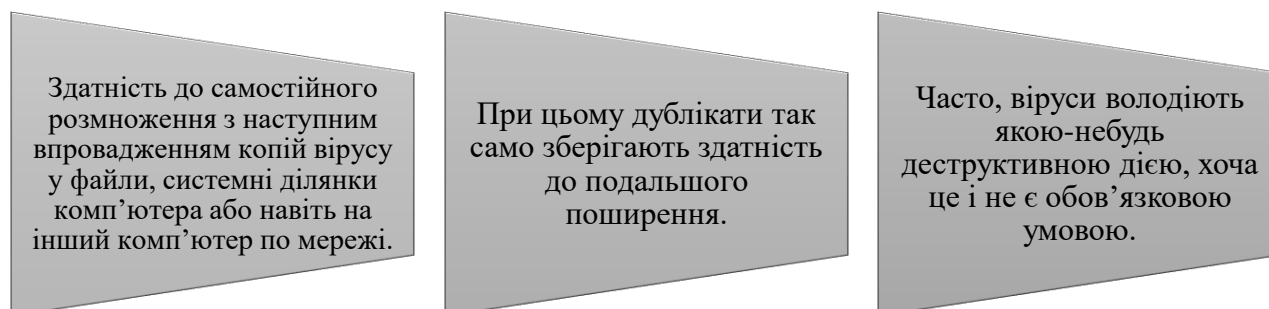 Здатність до самостійного
розмноження з наступним
впровадженням копій вірусу
у файли, системні ділянки
комп’ютера або навіть на
інший комп’ютер по мережі.
При цьому дублікати так
само зберігають здатність
до подальшого
поширення.
Часто, віруси володіють
якою-небудь
деструктивною дією, хоча
це і не є обов’язковою
умовою.